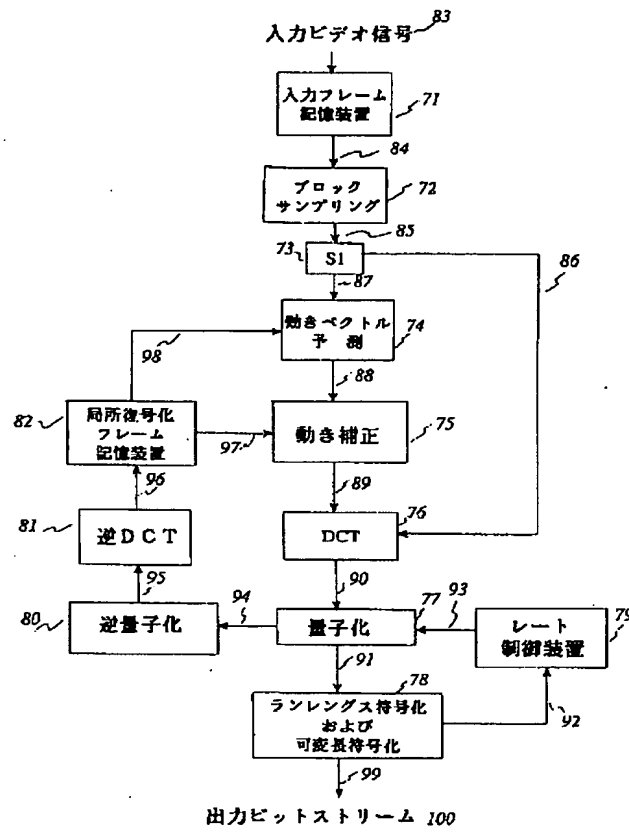 入力ビデオ信号 83
入力フレーム
記憶装置
71
84
ブロック
サンプリング
72
85
73
S1
86
87
動きベクトル
予 測
74
98
88
82
局所復号化
フレーム
記憶装置
97
動き補正
75
96
89
81
逆DCT
DCT
76
95
90
94
93
80
逆量子化
量子化
77
レート
制御装置
79
91
78
ランレングス符号化
および
可変長符号化
92
99
出力ビットストリーム 100